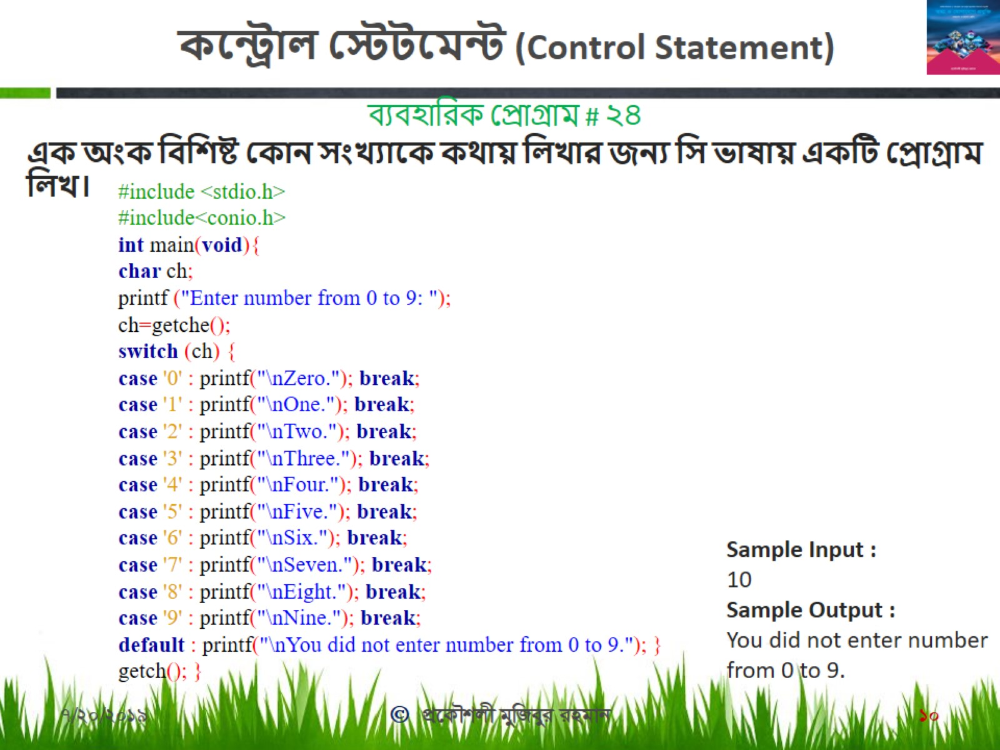 কন্ট্রোল স্টেটমেন্ট (Control Statement)
ব্যবহারিক প্রোগ্রাম # ২৪
এক অংক বিশিষ্ট কোন সংখ্যাকে কথায় লিখার জন্য সি ভাষায় একটি প্রোগ্রাম
লিখ।
#include <stdio.h>
#include<conio.h>
int main(void){
char ch;
printf ("Enter number from 0 to 9: ");
ch=getche();
switch (ch) {
case '0' : printf("\nZero."); break;
case '1' : printf("\nOne."); break;
case '2' : printf("\nTwo."); break;
case '3' : printf("\nThree."); break;
case '4' : printf("\nFour."); break;
case '5' : printf("\nFive."); break;
case '6' : printf("\nSix."); break;
case '7' : printf("\nSeven."); break;
case '8' : printf("\nEight."); break;
case '9' : printf("\nNine."); break;
default : printf("\nYou did not enter number from 0 to 9."); }
getch(); }
Sample Input :
10
Sample Output :
You did not enter number
from 0 to 9.
৭/২০/২০১৯
© প্রকৌশলী মুজিবুর রহমান
১০